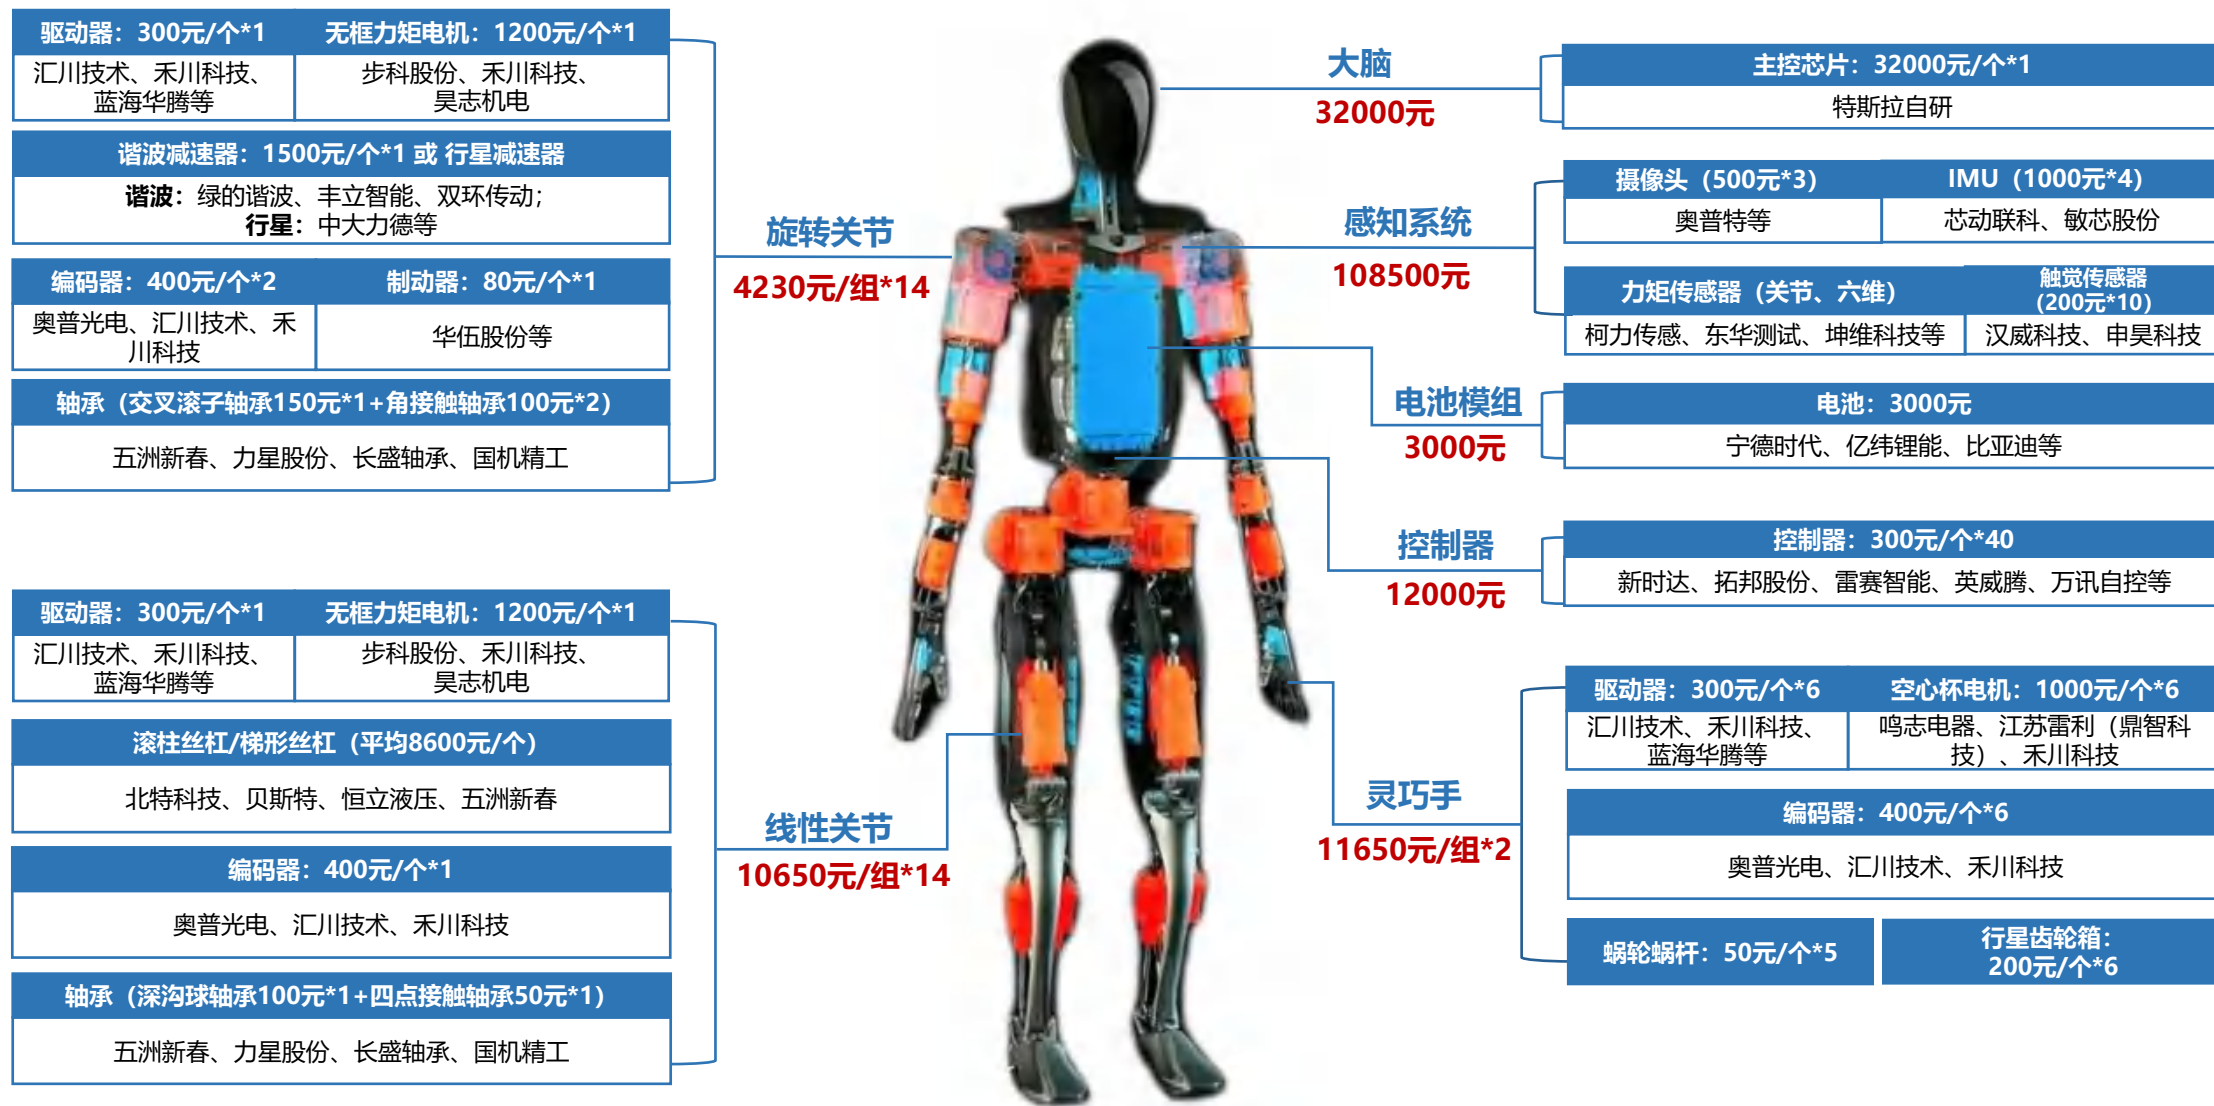 驱动器：300元/个*1
无框力矩电机：1200元/个*1
汇川技术、禾川科技、
蓝海华腾等
步科股份、禾川科技、
昊志机电
谐波减速器：1500元/个*1 或 行星减速器
谐波：绿的谐波、丰立智能、双环传动；
行星：中大力德等
编码器：400元/个*2
制动器：80元/个*1
奥普光电、汇川技术、禾
川科技
华伍股份等
轴承（交叉滚子轴承150元*1+角接触轴承100元*2）
五洲新春、力星股份、长盛轴承、国机精工
旋转关节
4230元/组*14
驱动器：300元/个*1
无框力矩电机：1200元/个*1
汇川技术、禾川科技、
蓝海华腾等
步科股份、禾川科技、
昊志机电
滚柱丝杠/梯形丝杠（平均8600元/个）
北特科技、贝斯特、恒立液压、五洲新春
编码器：400元/个*1
奥普光电、汇川技术、禾川科技
轴承（深沟球轴承100元*1+四点接触轴承50元*1）
五洲新春、力星股份、长盛轴承、国机精工
线性关节
10650元/组*14
大脑
32000元
主控芯片：32000元/个*1
特斯拉自研
感知系统
108500元
摄像头（500元*3）
IMU（1000元*4）
奥普特等
芯动联科、敏芯股份
力矩传感器（关节、六维）
触觉传感器
(200元*10)
柯力传感、东华测试、坤维科技等
汉威科技、申昊科技
电池模组
3000元
电池：3000元
宁德时代、亿纬锂能、比亚迪等
控制器
12000元
控制器：300元/个*40
新时达、拓邦股份、雷赛智能、英威腾、万讯自控等
灵巧手
11650元/组*2
驱动器：300元/个*6
空心杯电机：1000元/个*6
汇川技术、禾川科技、
蓝海华腾等
鸣志电器、江苏雷利（鼎智科
技）、禾川科技
编码器：400元/个*6
奥普光电、汇川技术、禾川科技
蜗轮蜗杆：50元/个*5
行星齿轮箱：
200元/个*6